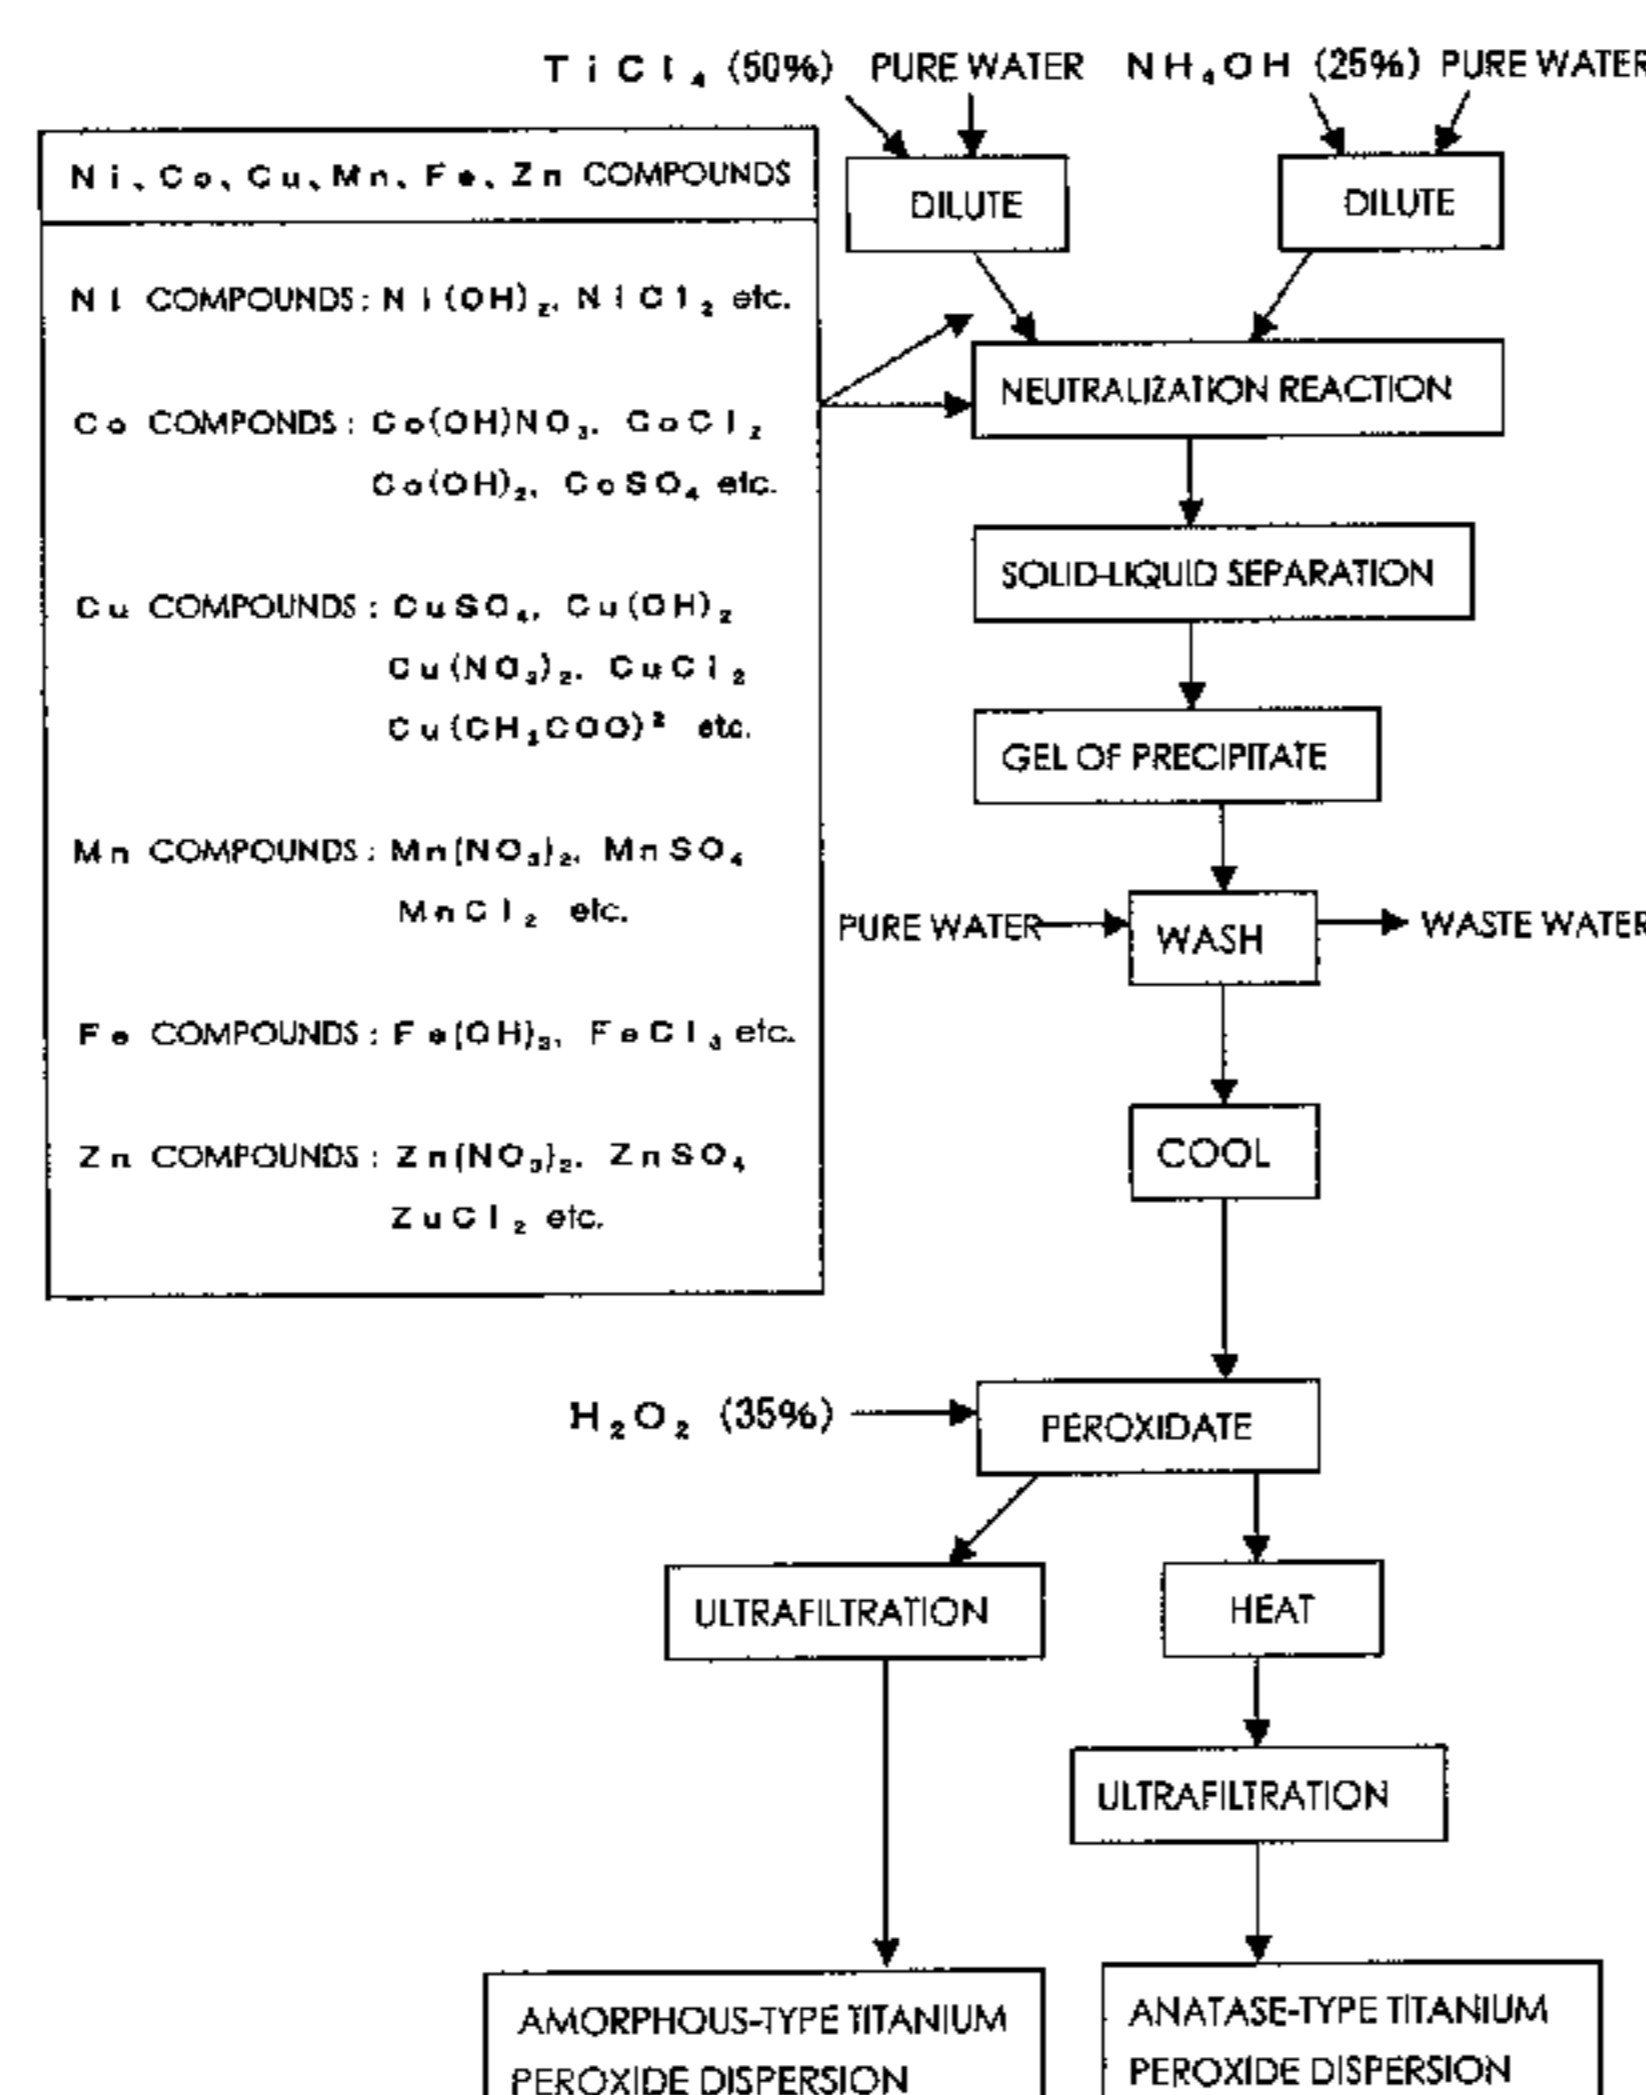 TiCl₄ (50%) PURE WATER NH₄OH (25%) PURE WATER
Ni、Co、Cu、Mn、Fe、Zn COMPOUNDS
DILUTE
DILUTE
Ni COMPOUNDS: Ni(OH)₂, NiCl₂ etc.
Co COMPONDS: Co(OH)NO₃, CoCl₂
Co(OH)₂, CoSO₄ etc.
Cu COMPOUNDS: CuSO₄, Cu(OH)₂
Cu(NO₃)₂, CuCl₂
Cu(CH₃COO)² etc.
Mn COMPOUNDS: Mn(NO₃)₂, MnSO₄
MnCl₂ etc.
Fe COMPOUNDS: Fe(OH)₃, FeCl₃ etc.
Zn COMPOUNDS: Zn(NO₃)₂, ZnSO₄
ZuCl₂ etc.
NEUTRALIZATION REACTION
SOLID-LIQUID SEPARATION
GEL OF PRECIPITATE
PURE WATER
WASH
WASTE WATER
COOL
H₂O₂ (35%)
PEROXIDATE
ULTRAFILTRATION
HEAT
ULTRAFILTRATION
AMORPHOUS-TYPE TITANIUM
PEROXIDE DISPERSION
ANATASE-TYPE TITANIUM
PEROXIDE DISPERSION